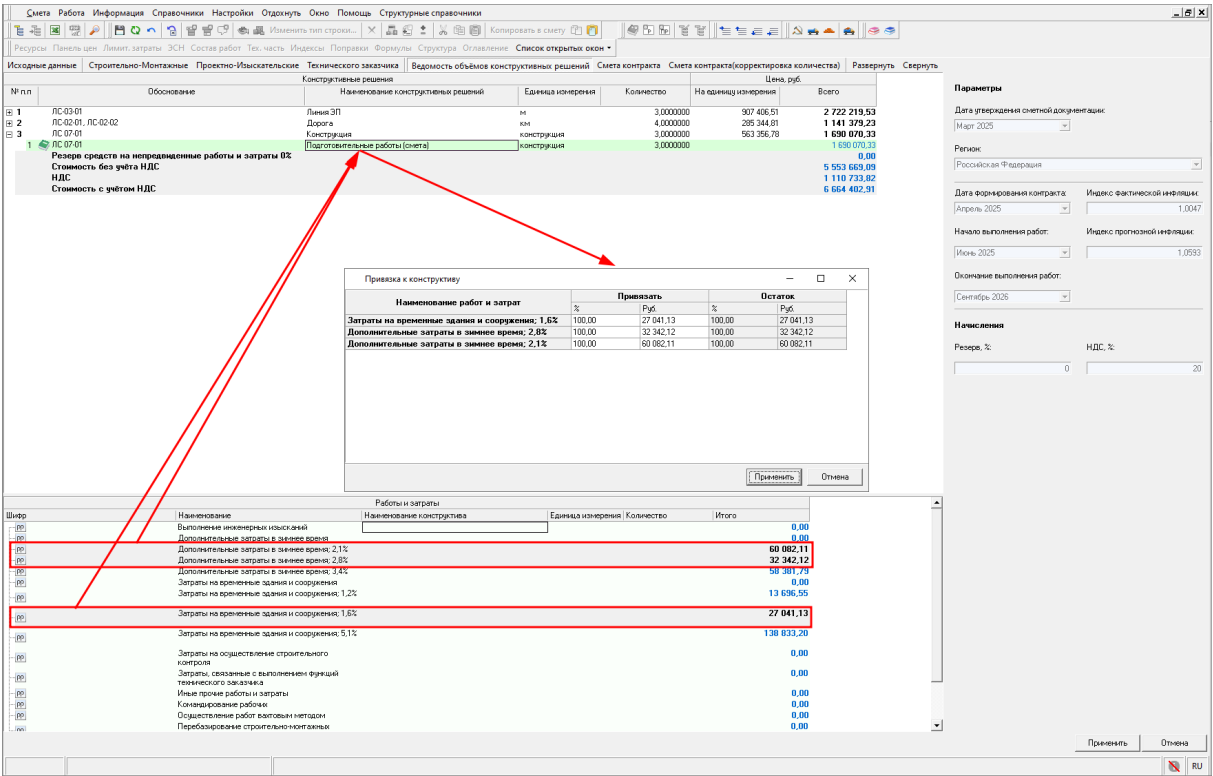 Смета Работа Информация Справочники Настройки Отдохнуть Окно Помощь Структурные справочники
Изменить тип строки... Копировать в смету
Ресурсы Панель цен Лимит. затраты ЭСН Состав работ Тех. часть Индексы Поправки Формулы Структура Оглавление Список открытых окон
Исходные данные Строительно-Монтажные Проектно-Изыскательские Технического заказчика Ведомость объёмов конструктивных решений Смета контракта Смета контракта(корректировка количества) Развернуть Свернуть
Конструктивные решения Цена, руб.
№ п.п Обоснование Наименование конструктивных решений Единица измерения Количество На единицу измерения Всего
1 ЛС-03-01 Линия ЭП м 3,0000000 907 406,51 2 722 219,53
2 ЛС-02-01, ЛС-02-02 Дорога км 4,0000000 285 344,81 1 141 379,23
3 ЛС 07-01 Конструкция конструкция 3,0000000 563 356,78 1 690 070,33
1 ЛС 07-01 Подготовительные работы (смета) конструкция 3,0000000 1 690 070,33
Резерв средств на непредвиденные работы и затраты 0% 0,00
Стоимость без учёта НДС 5 553 669,09
НДС 1 110 733,82
Стоимость с учётом НДС 6 664 402,91
Параметры
Дата утверждения сметной документации:
Март 2025
Регион:
Российская Федерация
Дата формирования контракта: Индекс фактической инфляции:
Апрель 2025 1,0047
Начало выполнения работ: Индекс прогнозной инфляции:
Июнь 2025 1,0593
Окончание выполнения работ:
Сентябрь 2026
Начисления
Резерв, %: НДС, %:
0 20
Привязка к конструктиву
Наименование работ и затрат Привязать Остаток
% Руб. % Руб.
Затраты на временные здания и сооружения; 1,6% 100,00 27 041,13 100,00 27 041,13
Дополнительные затраты в зимнее время; 2,8% 100,00 32 342,12 100,00 32 342,12
Дополнительные затраты в зимнее время; 2,1% 100,00 60 082,11 100,00 60 082,11
Применить Отмена
Работы и затраты
Шифр Наименование Наименование конструктива Единица измерения Количество Итого
РР Выполнение инженерных изысканий 0,00
РР Дополнительные затраты в зимнее время 0,00
РР Дополнительные затраты в зимнее время; 2,1% 60 082,11
РР Дополнительные затраты в зимнее время; 2,8% 32 342,12
РР Дополнительные затраты в зимнее время; 3,4% 58 381,79
РР Затраты на временные здания и сооружения 0,00
РР Затраты на временные здания и сооружения; 1,2% 13 696,55
РР Затраты на временные здания и сооружения; 1,6% 27 041,13
РР Затраты на временные здания и сооружения; 5,1% 138 833,20
РР Затраты на осуществление строительного 0,00
контроля
РР Затраты, связанные с выполнением функций 0,00
технического заказчика
РР Иные прочие работы и затраты 0,00
РР Командирование рабочих 0,00
РР Осуществление работ вахтовым методом 0,00
РР Перебазирование строительно-монтажных 0,00
Применить Отмена
RU